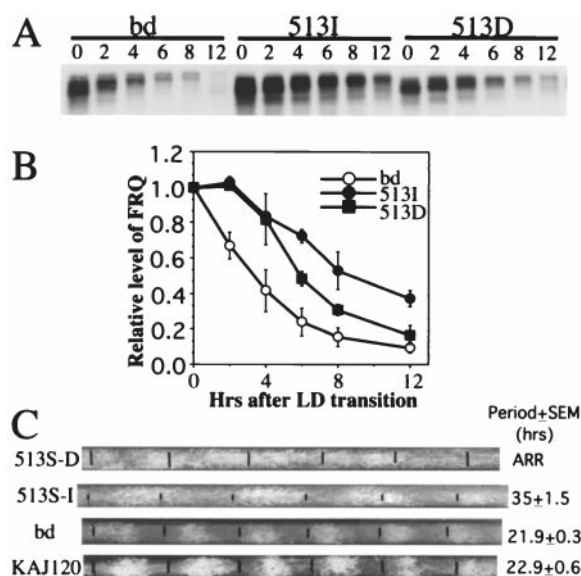 A
bd 513I 513D
0 2 4 6 8 12 0 2 4 6 8 12 0 2 4 6 8 12
B
Relative level of FRQ
1.2
1.0
0.8
0.6
0.4
0.2
0.0
bd
513I
513D
0 4 8 12
Hrs after LD transition
C
Period±SEM
(hrs)
513S-D ARR
513S-I 35±1.5
bd 21.9±0.3
KAJ120 22.9±0.6